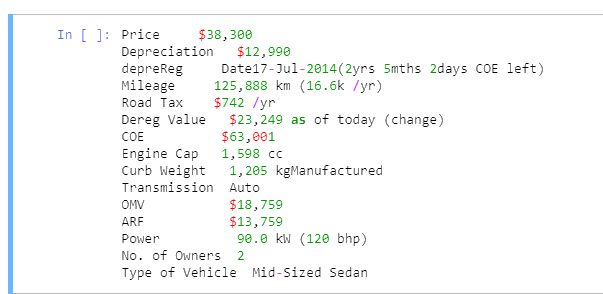 In [ ]: Price $38,300
Depreciation $12,990
depreReg Date17-Jul-2014(2yrs 5mths 2days COE left)
Mileage 125,888 km (16.6k /yr)
Road Tax $742 /yr
Dereg Value $23,249 as of today (change)
COE $63,001
Engine Cap 1,598 cc
Curb Weight 1,205 kgManufactured
Transmission Auto
OMV $18,759
ARF $13,759
Power 90.0 kW (120 bhp)
No. of Owners 2
Type of Vehicle Mid-Sized Sedan